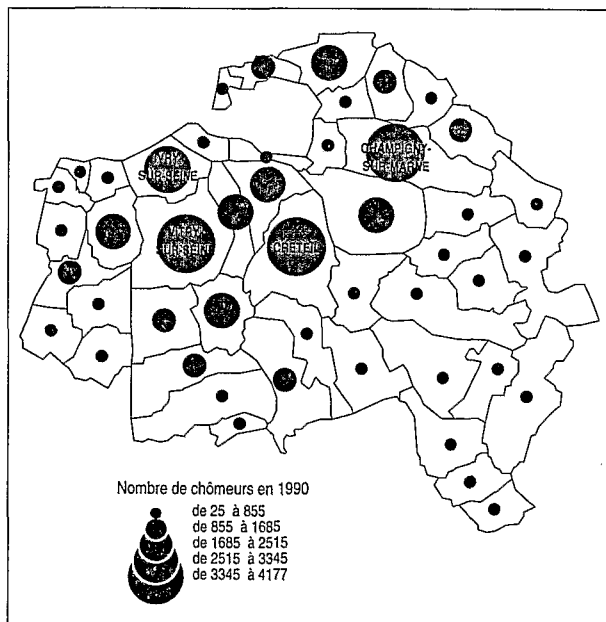 IVRY-
SUR-SEINE
CHAMPIGNY-
SUR-MARNE
VITRY-
SUR-SEINE
CRETEIL
Nombre de chômeurs en 1990
de 25 à 855
de 855 à 1685
de 1685 à 2515
de 2515 à 3345
de 3345 à 4177